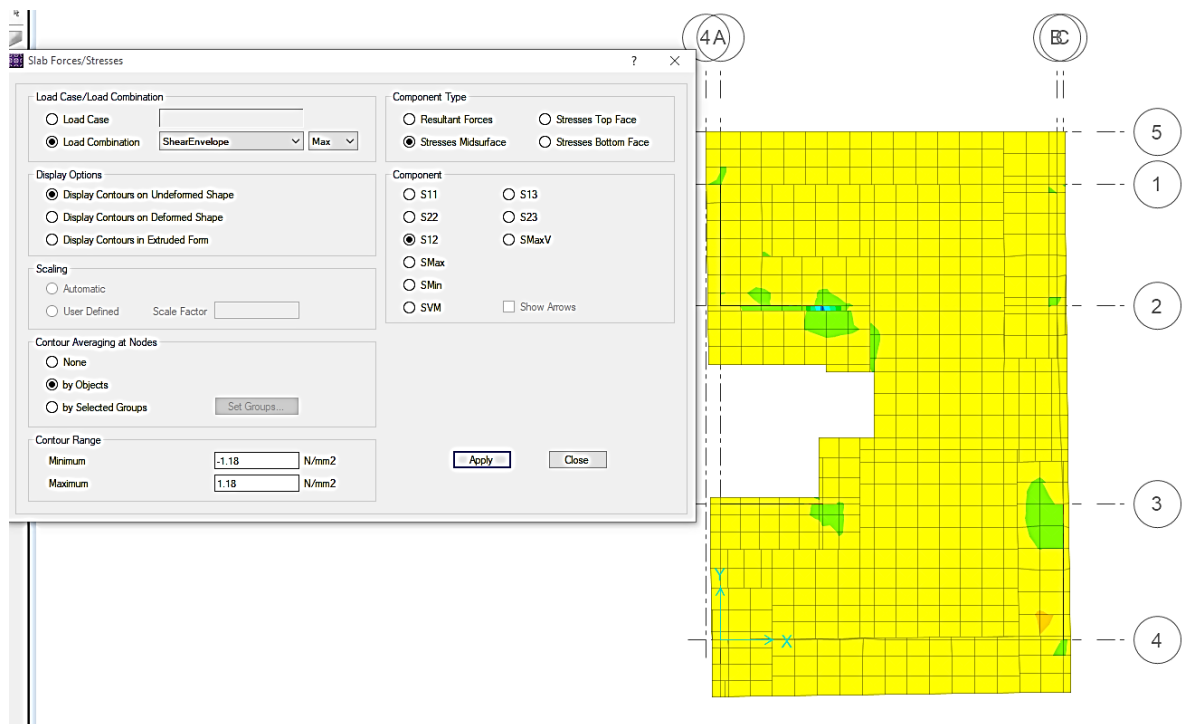 Slab Forces/Stresses
? ×
Load Case/Load Combination
Load Case
Load Combination ShearEnvelope Max
Display Options
Display Contours on Undeformed Shape
Display Contours on Deformed Shape
Display Contours in Extruded Form
Scaling
Automatic
User Defined Scale Factor
Contour Averaging at Nodes
None
by Objects
by Selected Groups Set Groups...
Contour Range
Minimum -1.18 N/mm2
Maximum 1.18 N/mm2
Component Type
Resultant Forces Stresses Top Face
Stresses Midsurface Stresses Bottom Face
Component
S11 S13
S22 S23
S12 SMaxV
SMax
SMin
SVM Show Arrows
Apply Close
4 A B C
5
1
2
3
4
Y
X